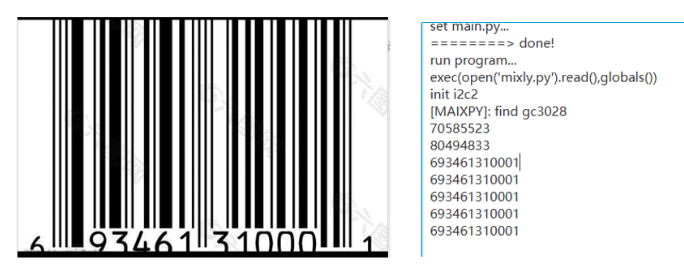 6 93461 31000 1
set main.py...
========> done!
run program...
exec(open('mixly.py').read(),globals())
init i2c2
[MAIXPY]: find gc3028
70585523
80494833
693461310001
693461310001
693461310001
693461310001
693461310001